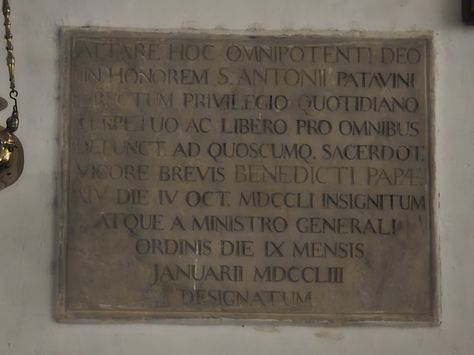 ALTARE HOC OMNIPOTENTI DEO
IN HONOREM S. ANTONII PATAVINI
ERECTUM PRIVILEGIO QUOTIDIANO
PERPETUO AC LIBERO PRO OMNIBUS
DEFUNCT. AD QUOSCUMQ. SACERDOT.
VIGORE BREVIS BENEDICTI PAPÆ
XIV DIE IV OCT. MDCCLI INSIGNITUM
ATQUE A MINISTRO GENERALI
ORDINIS DIE IX MENSIS
JANUARII MDCCLIII
DESIGNATUM